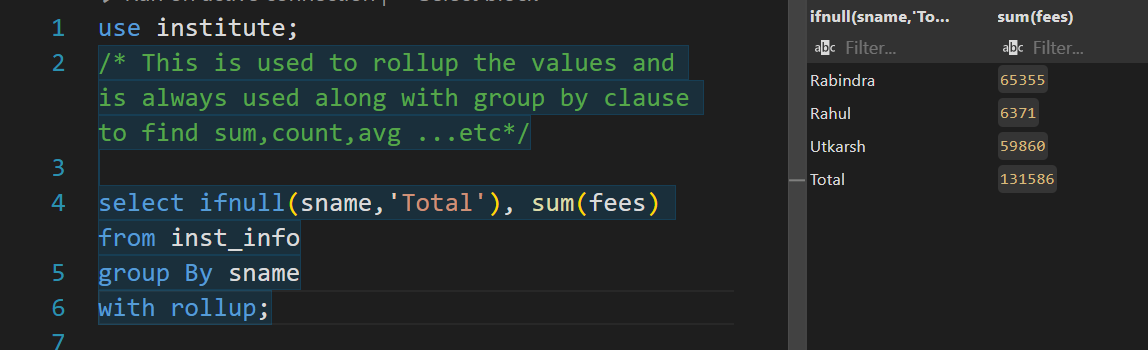 1 use institute;
2 /* This is used to rollup the values and
is always used along with group by clause
to find sum,count,avg ...etc*/
3
4 select ifnull(sname,'Total'), sum(fees)
from inst_info
5 group By sname
6 with rollup;
7
ifnull(sname,'To... sum(fees)
abc Filter... abc Filter...
Rabindra 65355
Rahul 6371
Utkarsh 59860
Total 131586